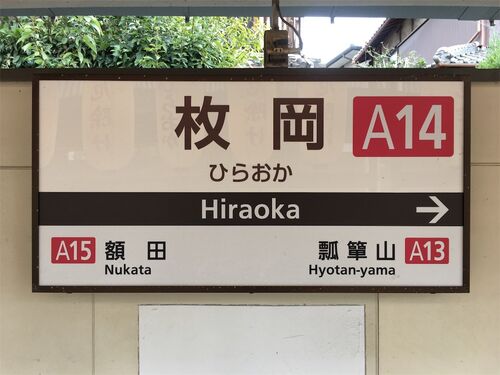 枚岡 A14
ひらおか
Hiraoka →
A15 額田 瓢箪山 A13
Nukata Hyotan-yama